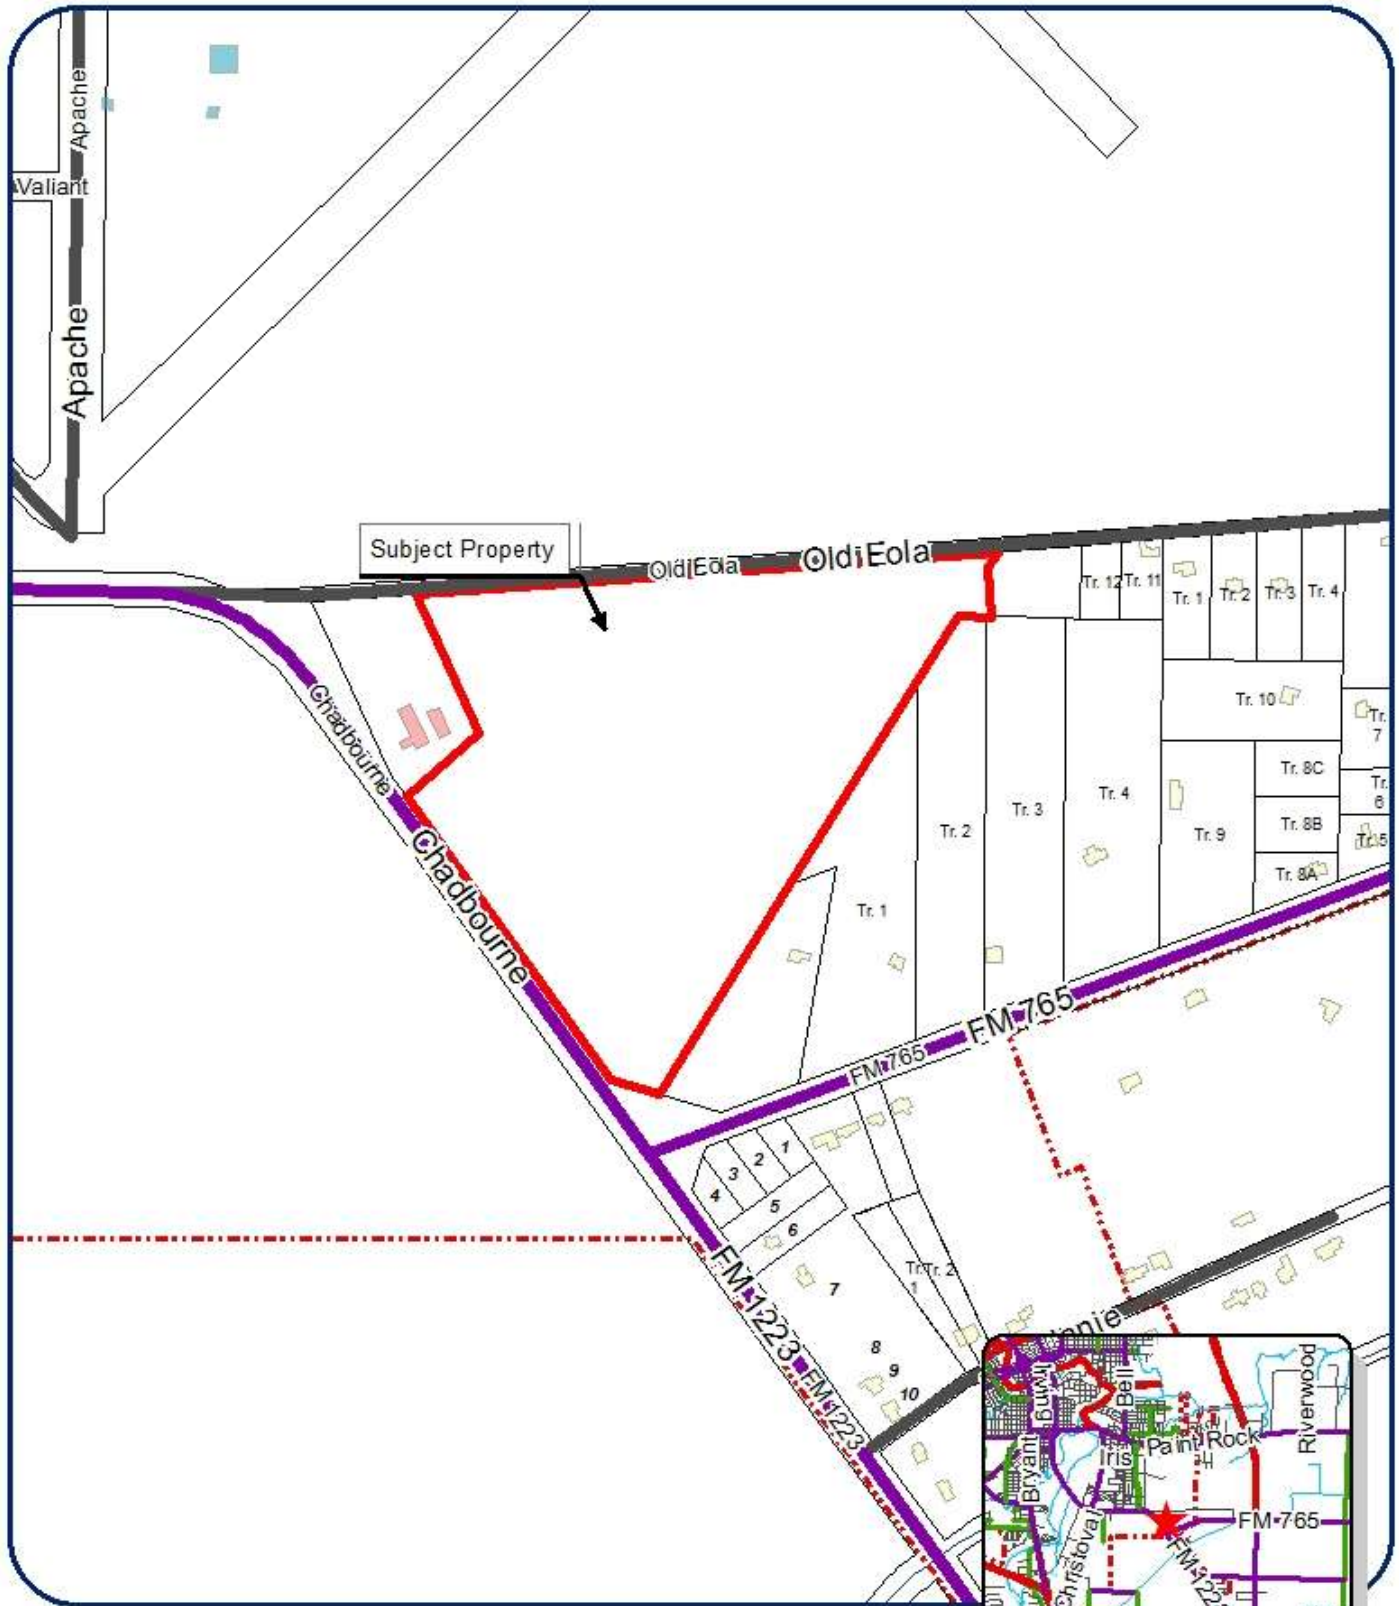 Apache
Valiant
Apache
Subject Property
Old Eola
Old Eola
Tr. 12
Tr. 11
Tr. 1
Tr. 2
Tr. 3
Tr. 4
Tr. 10
Tr. 7
Chadbourne
Tr. 8C
Tr. 6
Tr. 4
Tr. 3
Tr. 2
Tr. 9
Tr. 8B
Tr. 5
Chadbourne
Tr. 8A
Tr. 1
FM 765
FM 765
1
2
3
4
5
6
Tr. 1
Tr. 2
7
FM 1223
8
9
10
FM 1223
Irving
Bell
Riverwood
Paint Rock
Iris
Bryant
FM 765
Christoval